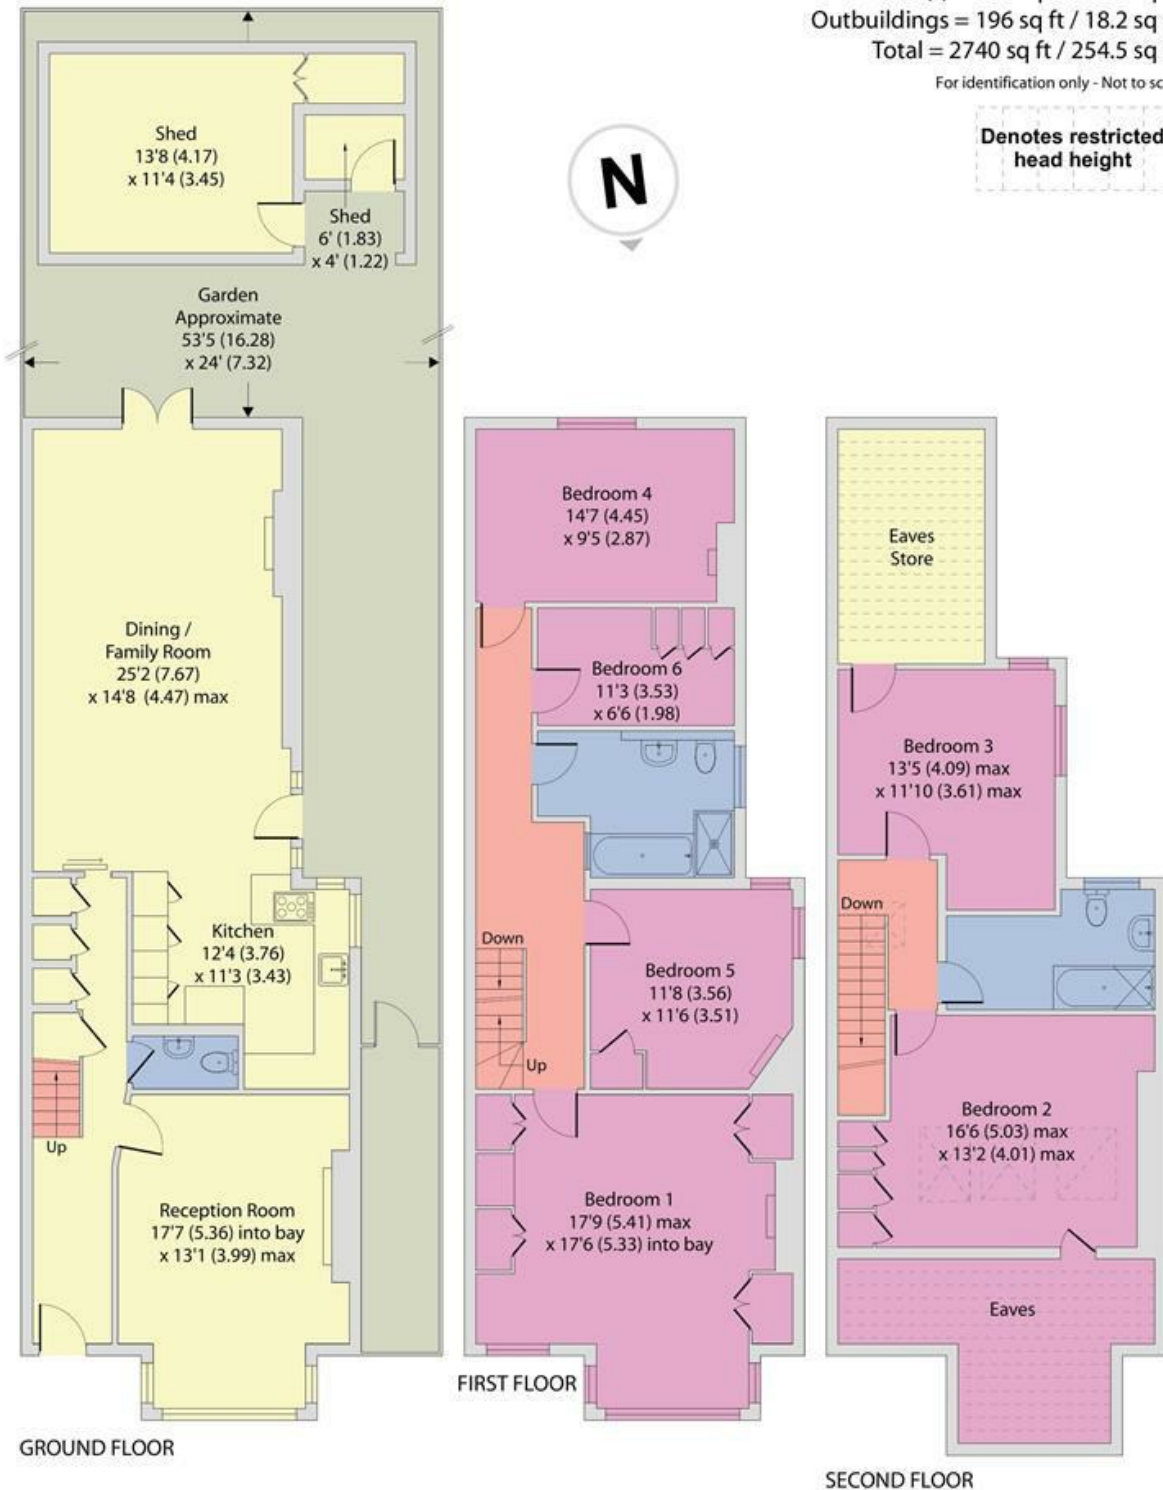 Outbuildings = 196 sq ft / 18.2 sq
Total = 2740 sq ft / 254.5 sq
For identification only - Not to sc
Denotes restricted
head height
N
Shed
13'8 (4.17)
x 11'4 (3.45)
Shed
6' (1.83)
x 4' (1.22)
Garden
Approximate
53'5 (16.28)
x 24' (7.32)
Dining /
Family Room
25'2 (7.67)
x 14'8 (4.47) max
Kitchen
12'4 (3.76)
x 11'3 (3.43)
Up
Reception Room
17'7 (5.36) into bay
x 13'1 (3.99) max
GROUND FLOOR
Bedroom 4
14'7 (4.45)
x 9'5 (2.87)
Bedroom 6
11'3 (3.53)
x 6'6 (1.98)
Down
Up
Bedroom 5
11'8 (3.56)
x 11'6 (3.51)
Bedroom 1
17'9 (5.41) max
x 17'6 (5.33) into bay
FIRST FLOOR
Eaves
Store
Bedroom 3
13'5 (4.09) max
x 11'10 (3.61) max
Down
Bedroom 2
16'6 (5.03) max
x 13'2 (4.01) max
Eaves
SECOND FLOOR